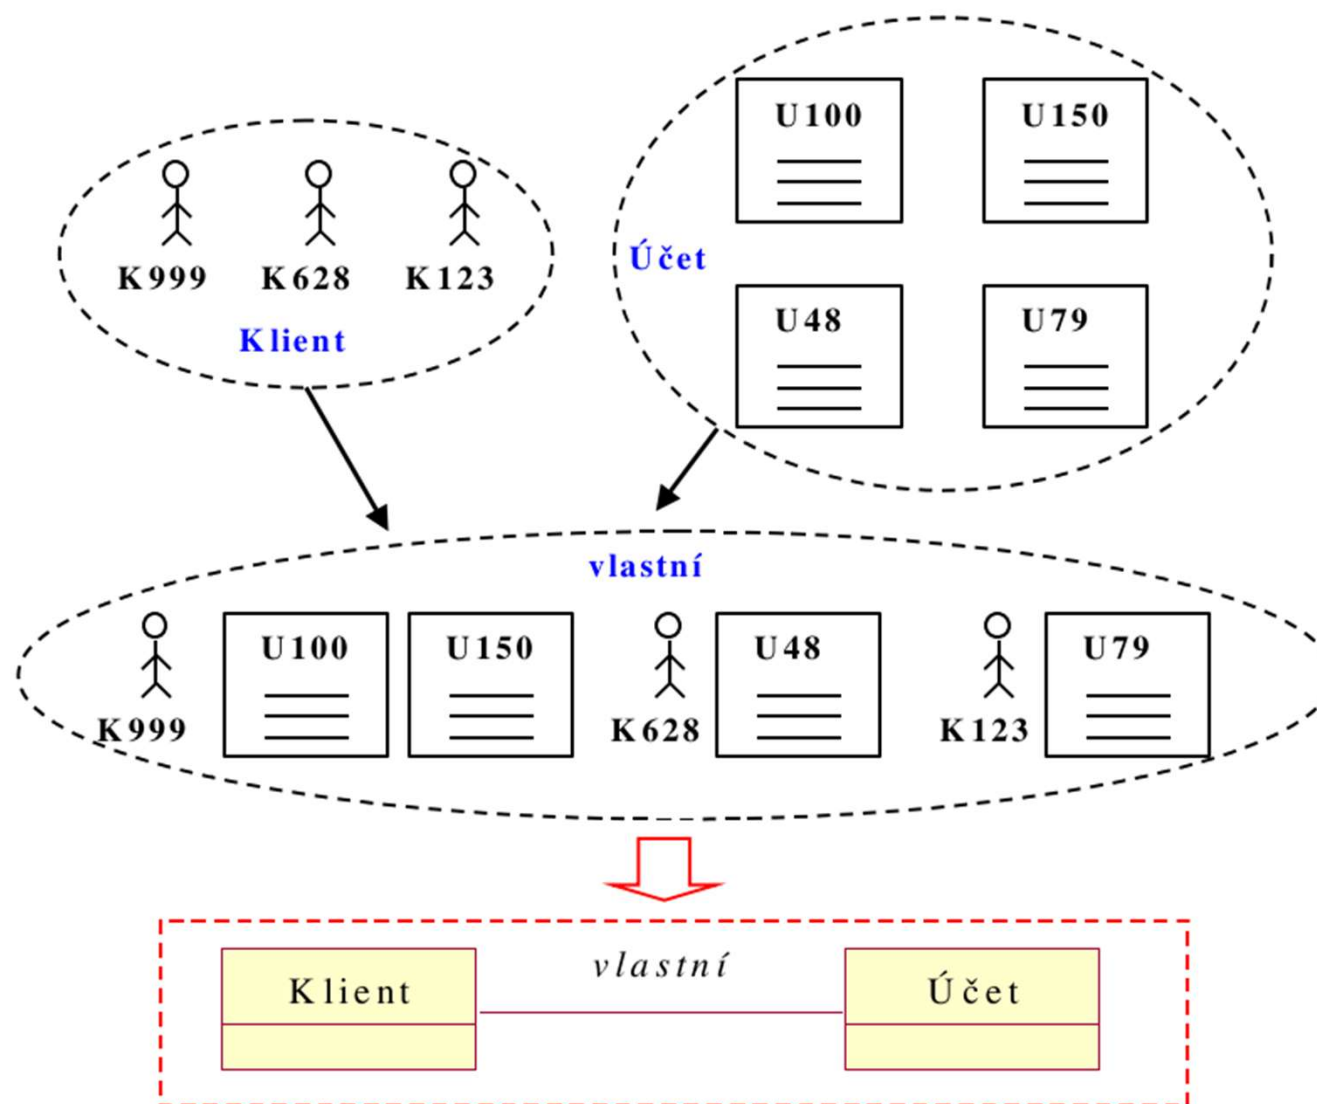 U100 U150
K999 K628 K123
Klient
Účet
U48 U79
vlastní
U100 U150 U48 U79
K999 K628 K123
vlastní
Klient Účet